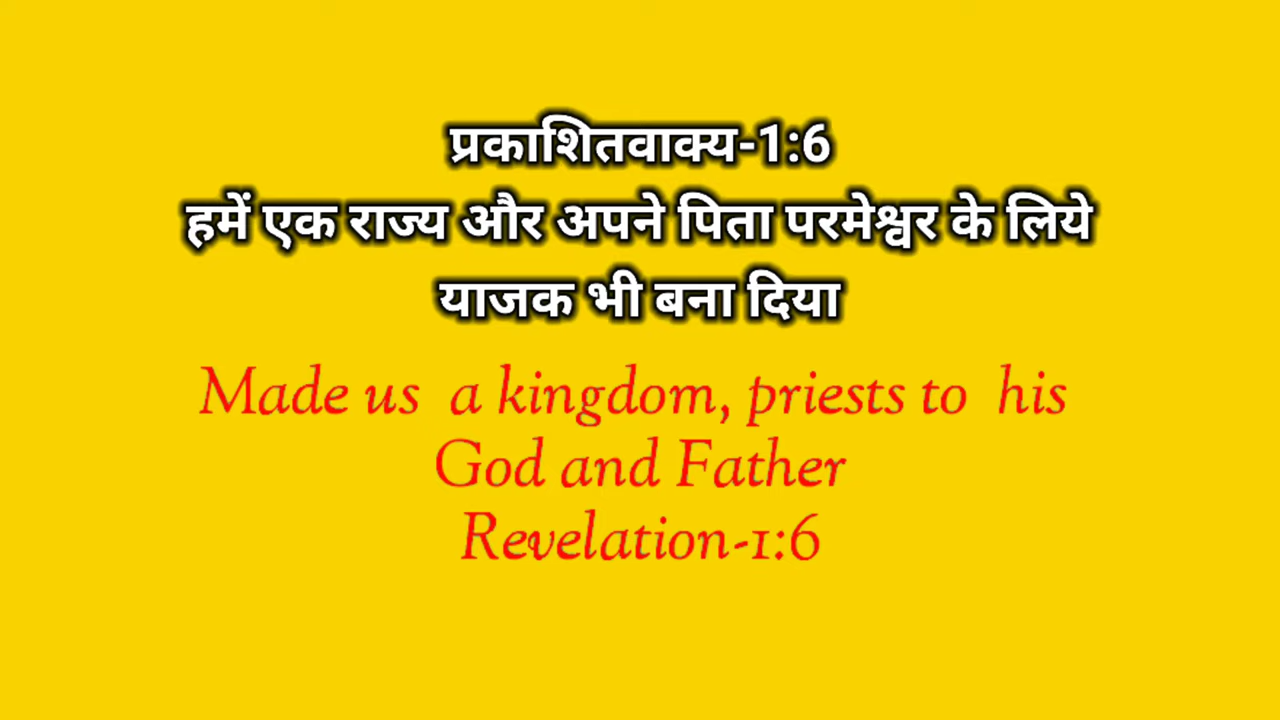 प्रकाशितवाक्य-1:6
हमें एक राज्य और अपने पिता परमेश्वर के लिये
याजक भी बना दिया
Made us a kingdom, priests to his
God and Father
Revelation-1:6